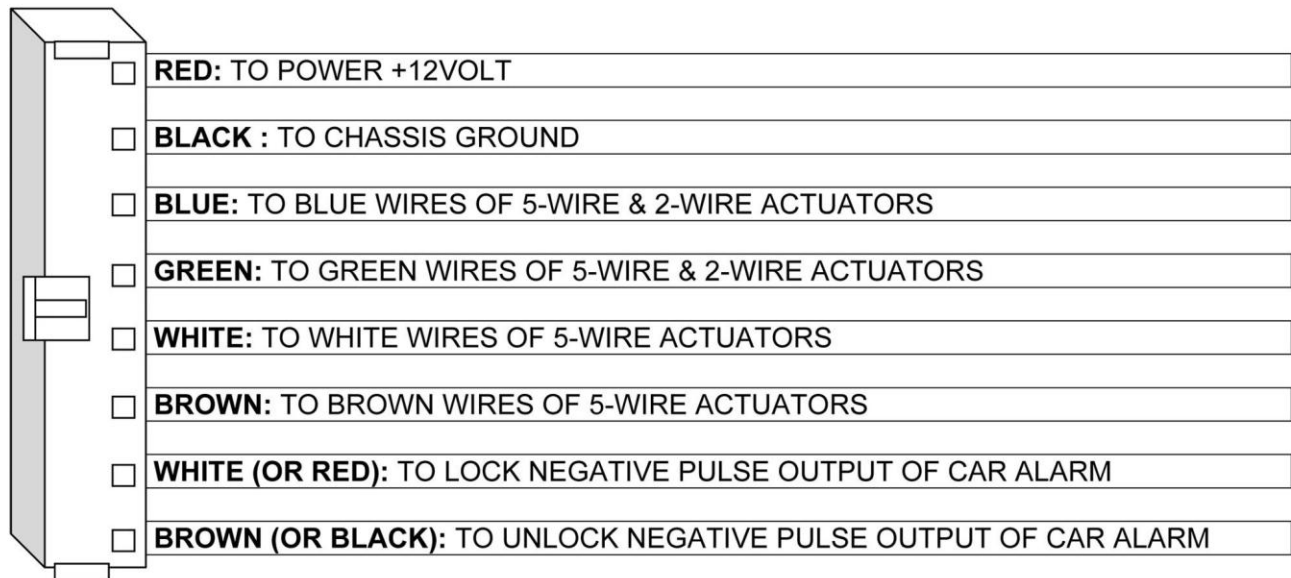 RED: TO POWER +12VOLT
BLACK : TO CHASSIS GROUND
BLUE: TO BLUE WIRES OF 5-WIRE & 2-WIRE ACTUATORS
GREEN: TO GREEN WIRES OF 5-WIRE & 2-WIRE ACTUATORS
WHITE: TO WHITE WIRES OF 5-WIRE ACTUATORS
BROWN: TO BROWN WIRES OF 5-WIRE ACTUATORS
WHITE (OR RED): TO LOCK NEGATIVE PULSE OUTPUT OF CAR ALARM
BROWN (OR BLACK): TO UNLOCK NEGATIVE PULSE OUTPUT OF CAR ALARM